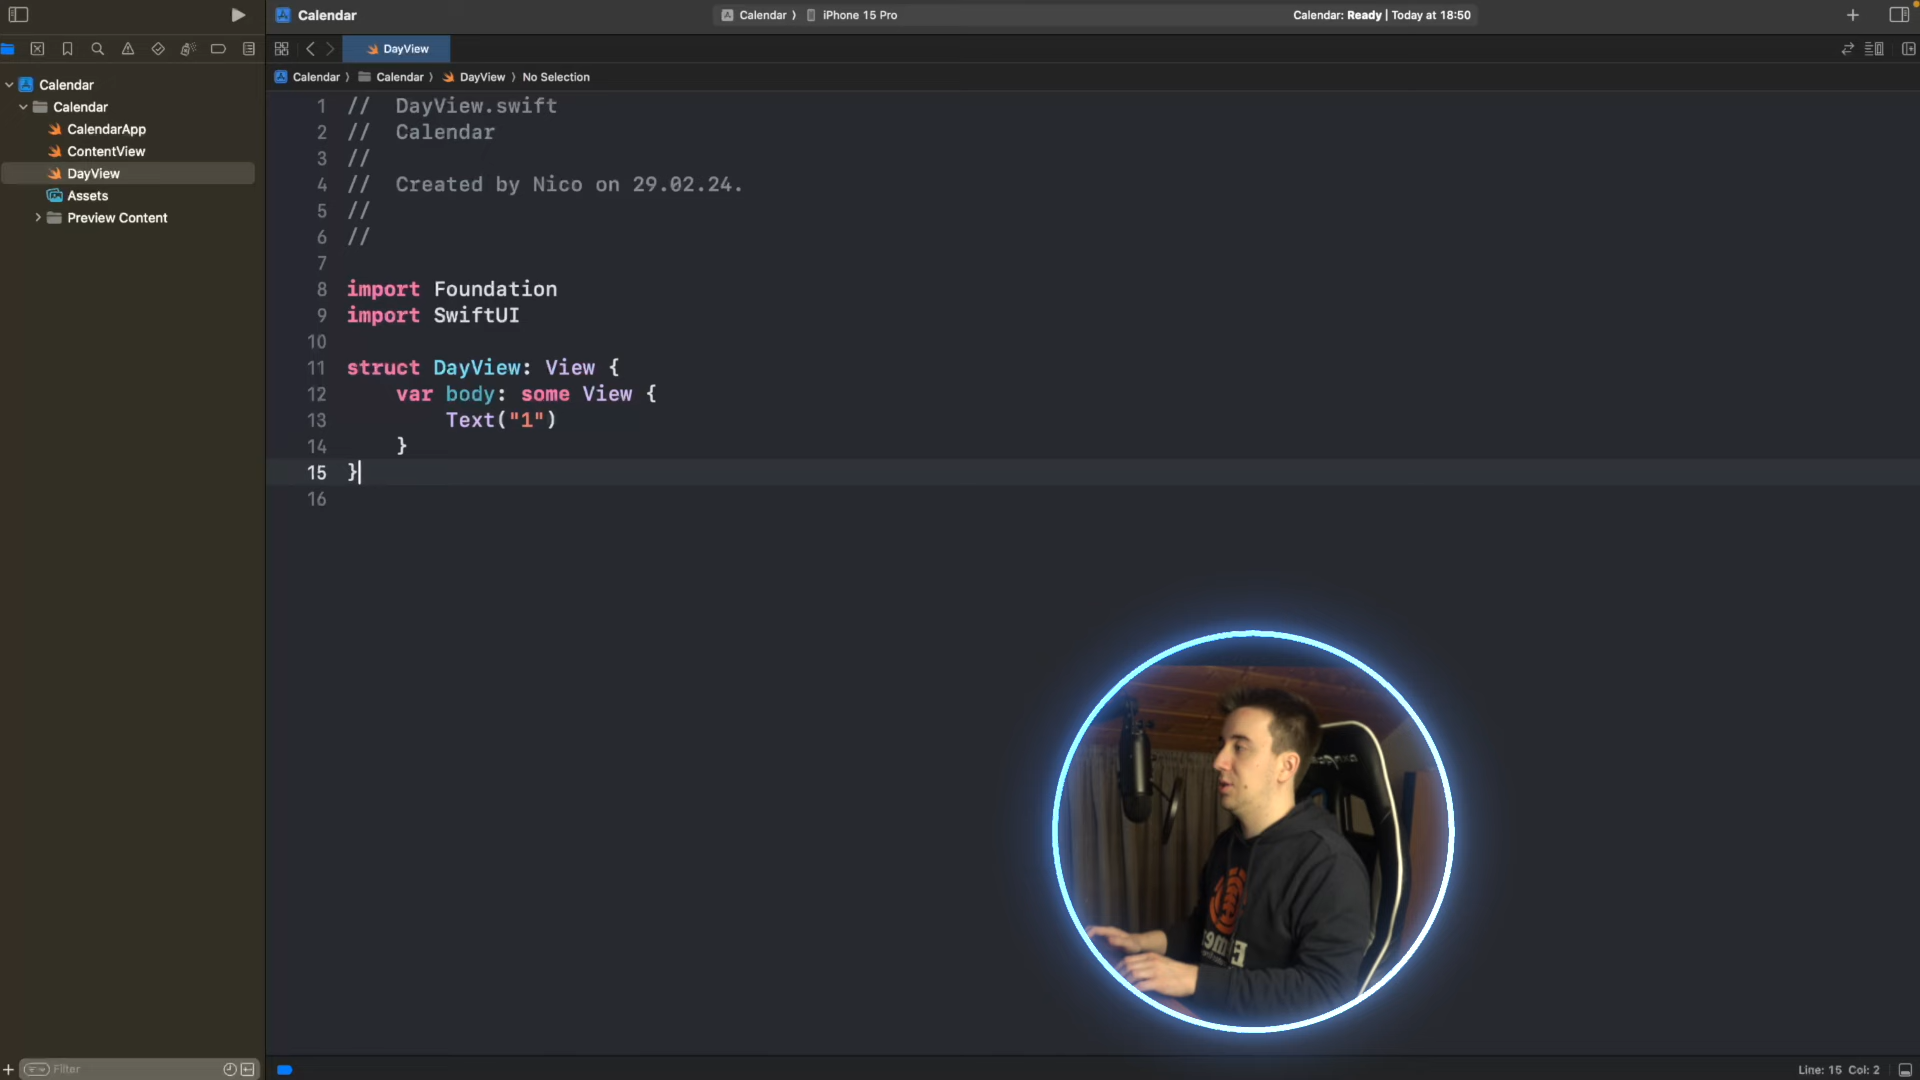 Calendar
Calendar ⟩ iPhone 15 Pro
Calendar: Ready | Today at 18:50
DayView
Calendar ⟩ Calendar ⟩ DayView ⟩ No Selection
Calendar
Calendar
CalendarApp
ContentView
DayView
Assets
Preview Content
1 // DayView.swift
2 // Calendar
3 //
4 // Created by Nico on 29.02.24.
5 //
6 //
7
8 import Foundation
9 import SwiftUI
10
11 struct DayView: View {
12 var body: some View {
13 Text("1")
14 }
15 }
16
Filter
Line: 15 Col: 2